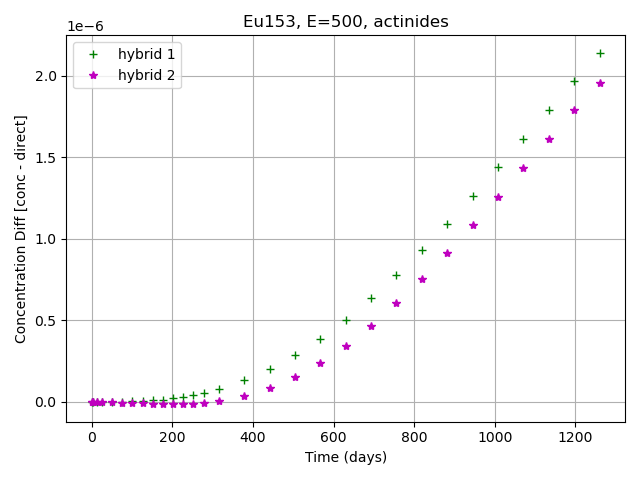 Eu153, E=500, actinides
1e−6
hybrid 1
hybrid 2
2.0
1.5
1.0
0.5
0.0
Concentration Diff [conc - direct]
0 200 400 600 800 1000 1200
Time (days)